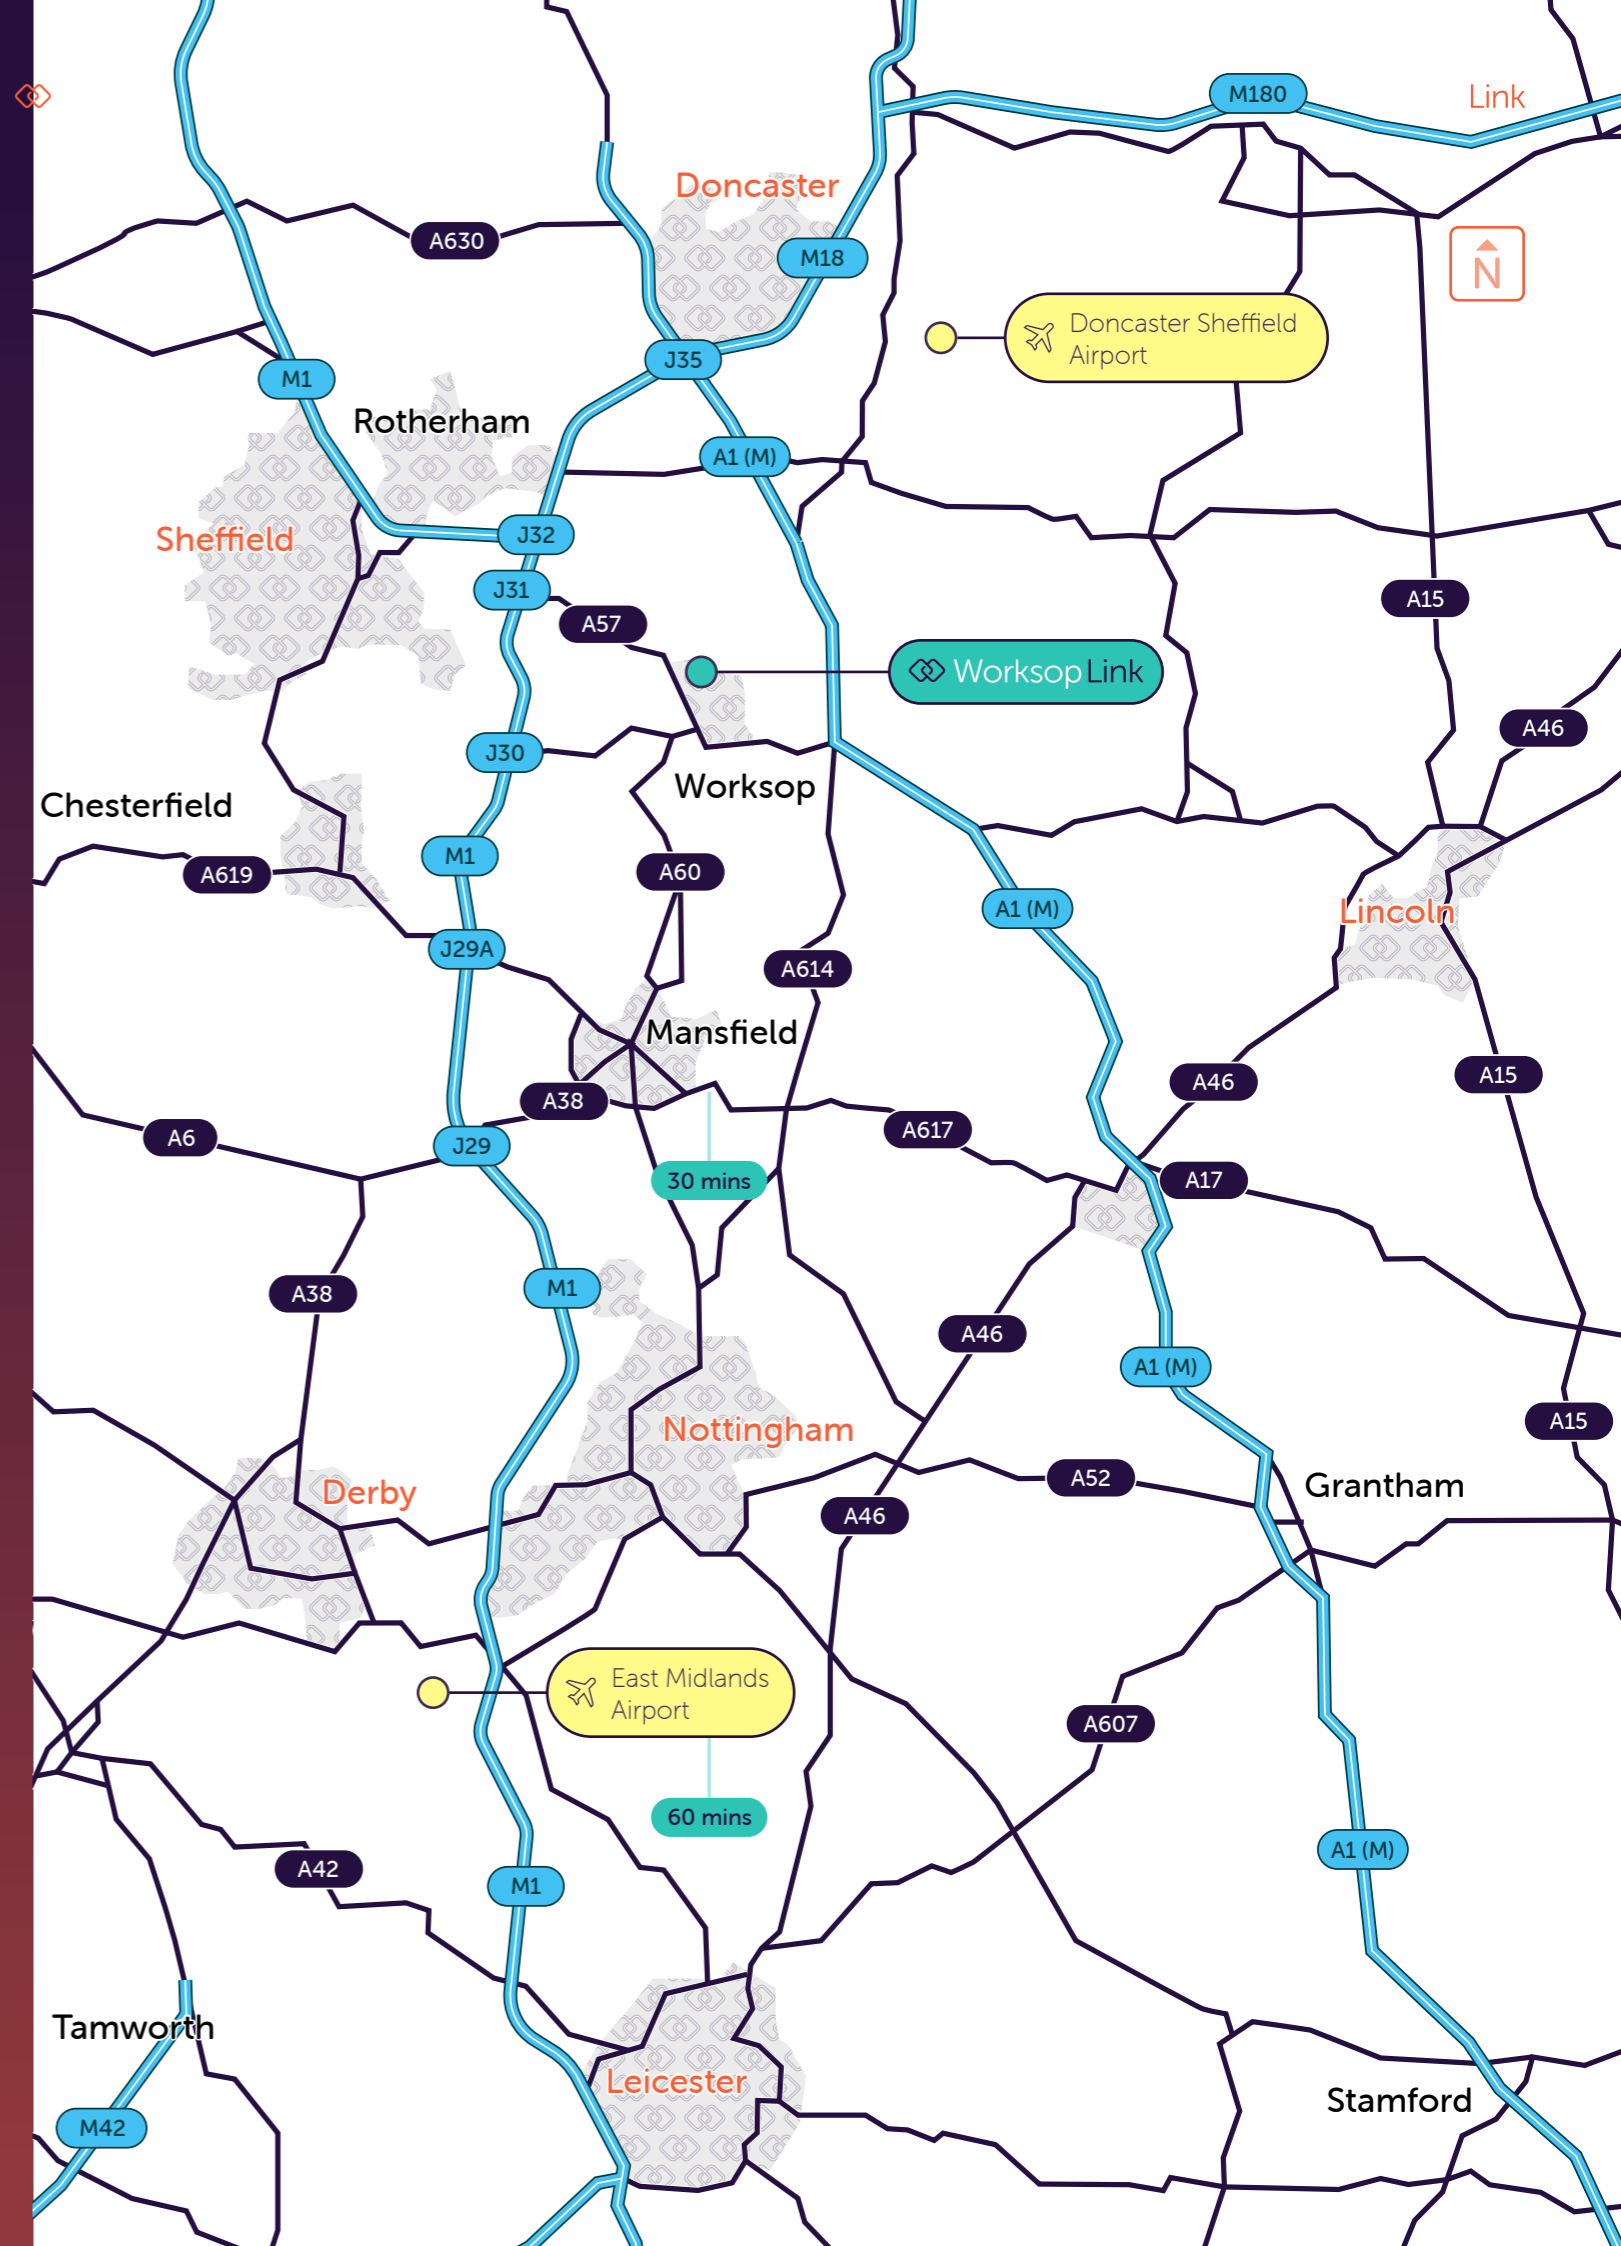 M180
Link
Doncaster
A630
M18
N
Doncaster Sheffield
Airport
J35
M1
Rotherham
A1 (M)
Sheffield
J32
J31
A15
A57
Worksop Link
A46
J30
Worksop
Chesterfield
M1
A60
A619
A1 (M)
Lincoln
J29A
A614
Mansfield
A15
A46
A38
A617
A6
J29
30 mins
A17
M1
A38
A46
A1 (M)
A15
Nottingham
A52
Grantham
Derby
A46
East Midlands
Airport
A607
60 mins
A1 (M)
A42
M1
Tamworth
Leicester
Stamford
M42